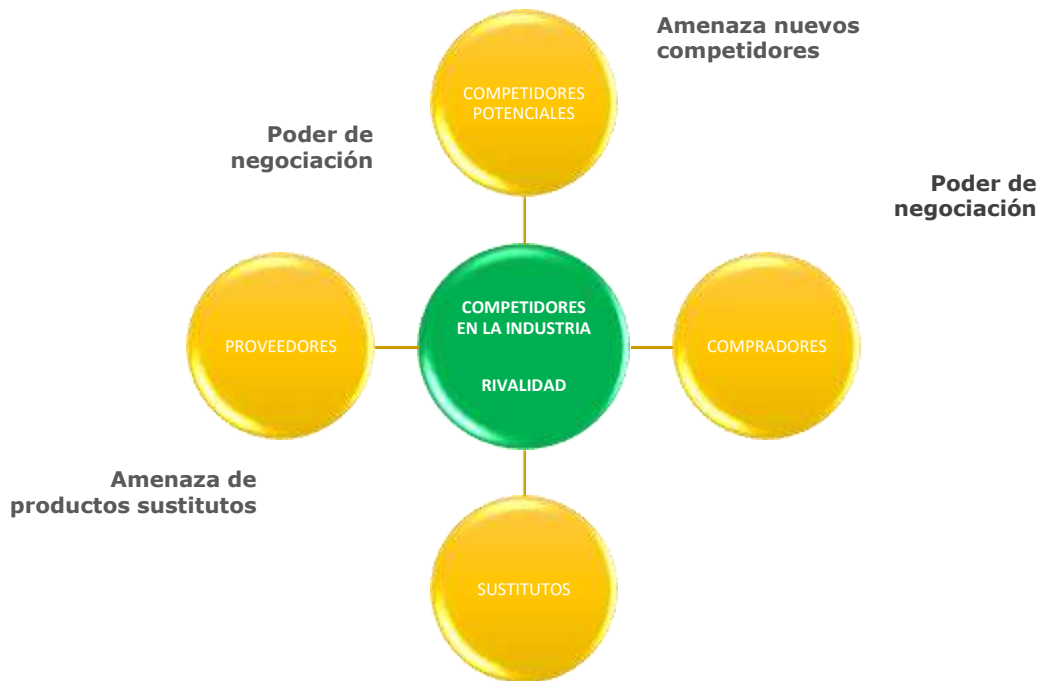 Amenaza nuevos
competidores
COMPETIDORES
POTENCIALES
Poder de
negociación
Poder de
negociación
PROVEEDORES
COMPETIDORES
EN LA INDUSTRIA
RIVALIDAD
COMPRADORES
Amenaza de
productos sustitutos
SUSTITUTOS